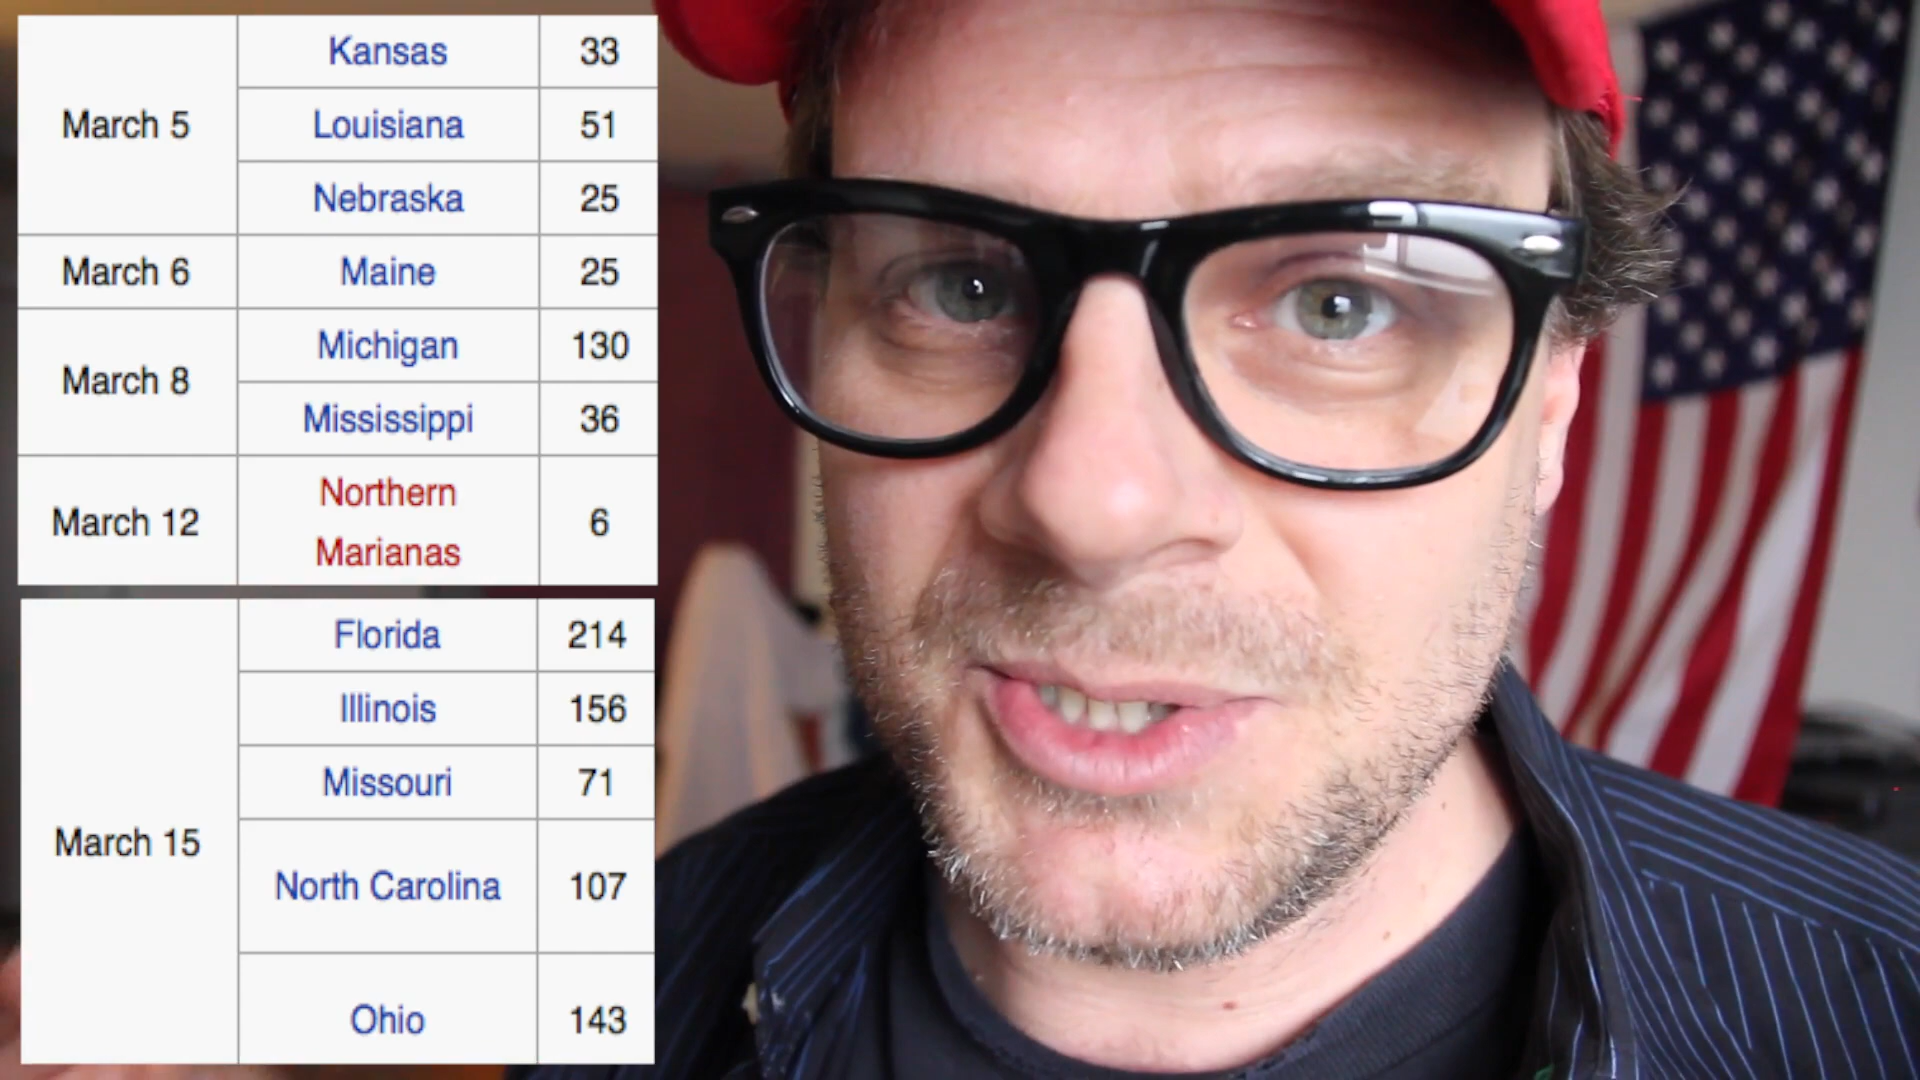 March 5
Kansas 33
Louisiana 51
Nebraska 25
March 6 Maine 25
March 8
Michigan 130
Mississippi 36
March 12
Northern
Marianas
6
March 15
Florida 214
Illinois 156
Missouri 71
North Carolina 107
Ohio 143